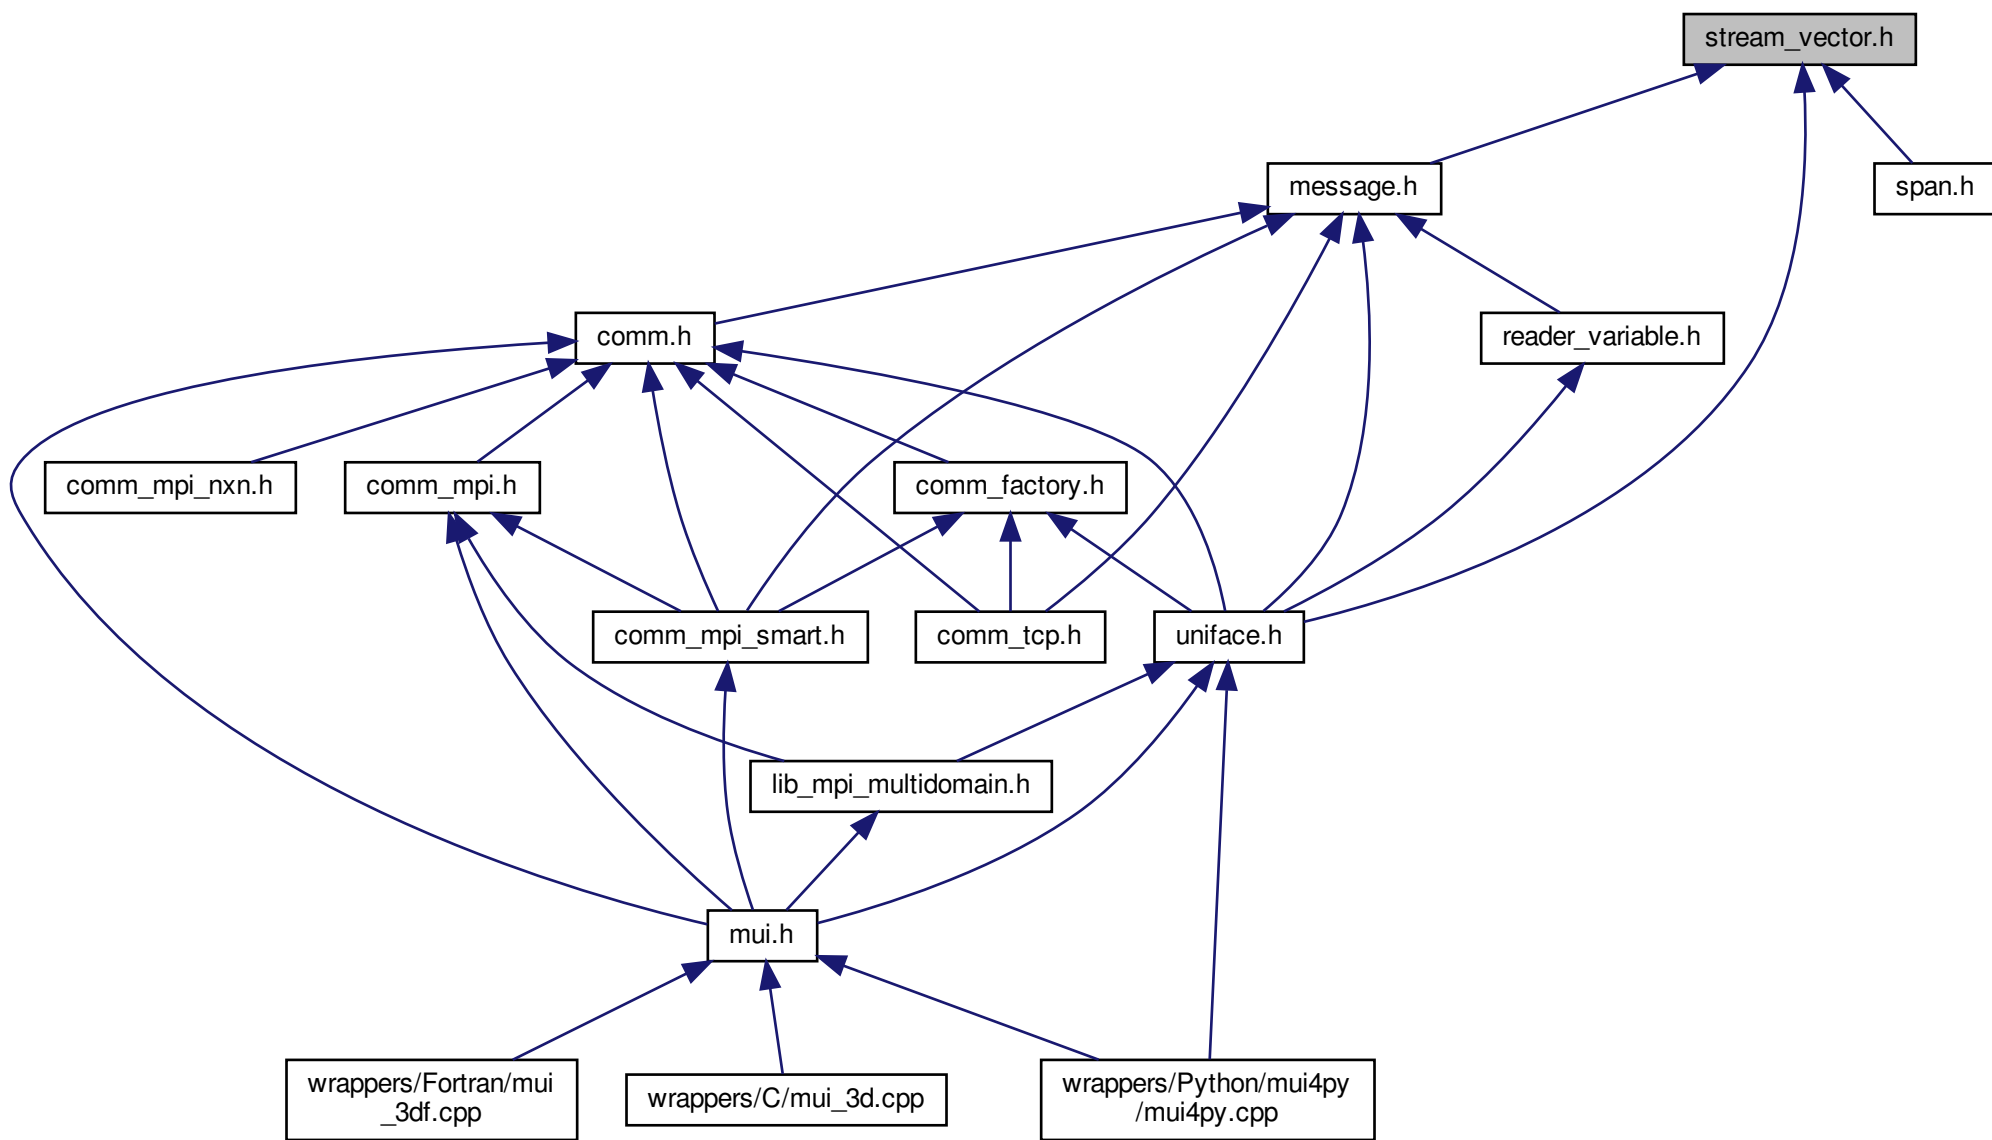 stream_vector.h
message.h
span.h
comm.h
reader_variable.h
comm_mpi_nxn.h
comm_mpi.h
comm_factory.h
comm_mpi_smart.h
comm_tcp.h
uniface.h
lib_mpi_multidomain.h
mui.h
wrappers/Fortran/mui
_3df.cpp
wrappers/C/mui_3d.cpp
wrappers/Python/mui4py
/mui4py.cpp